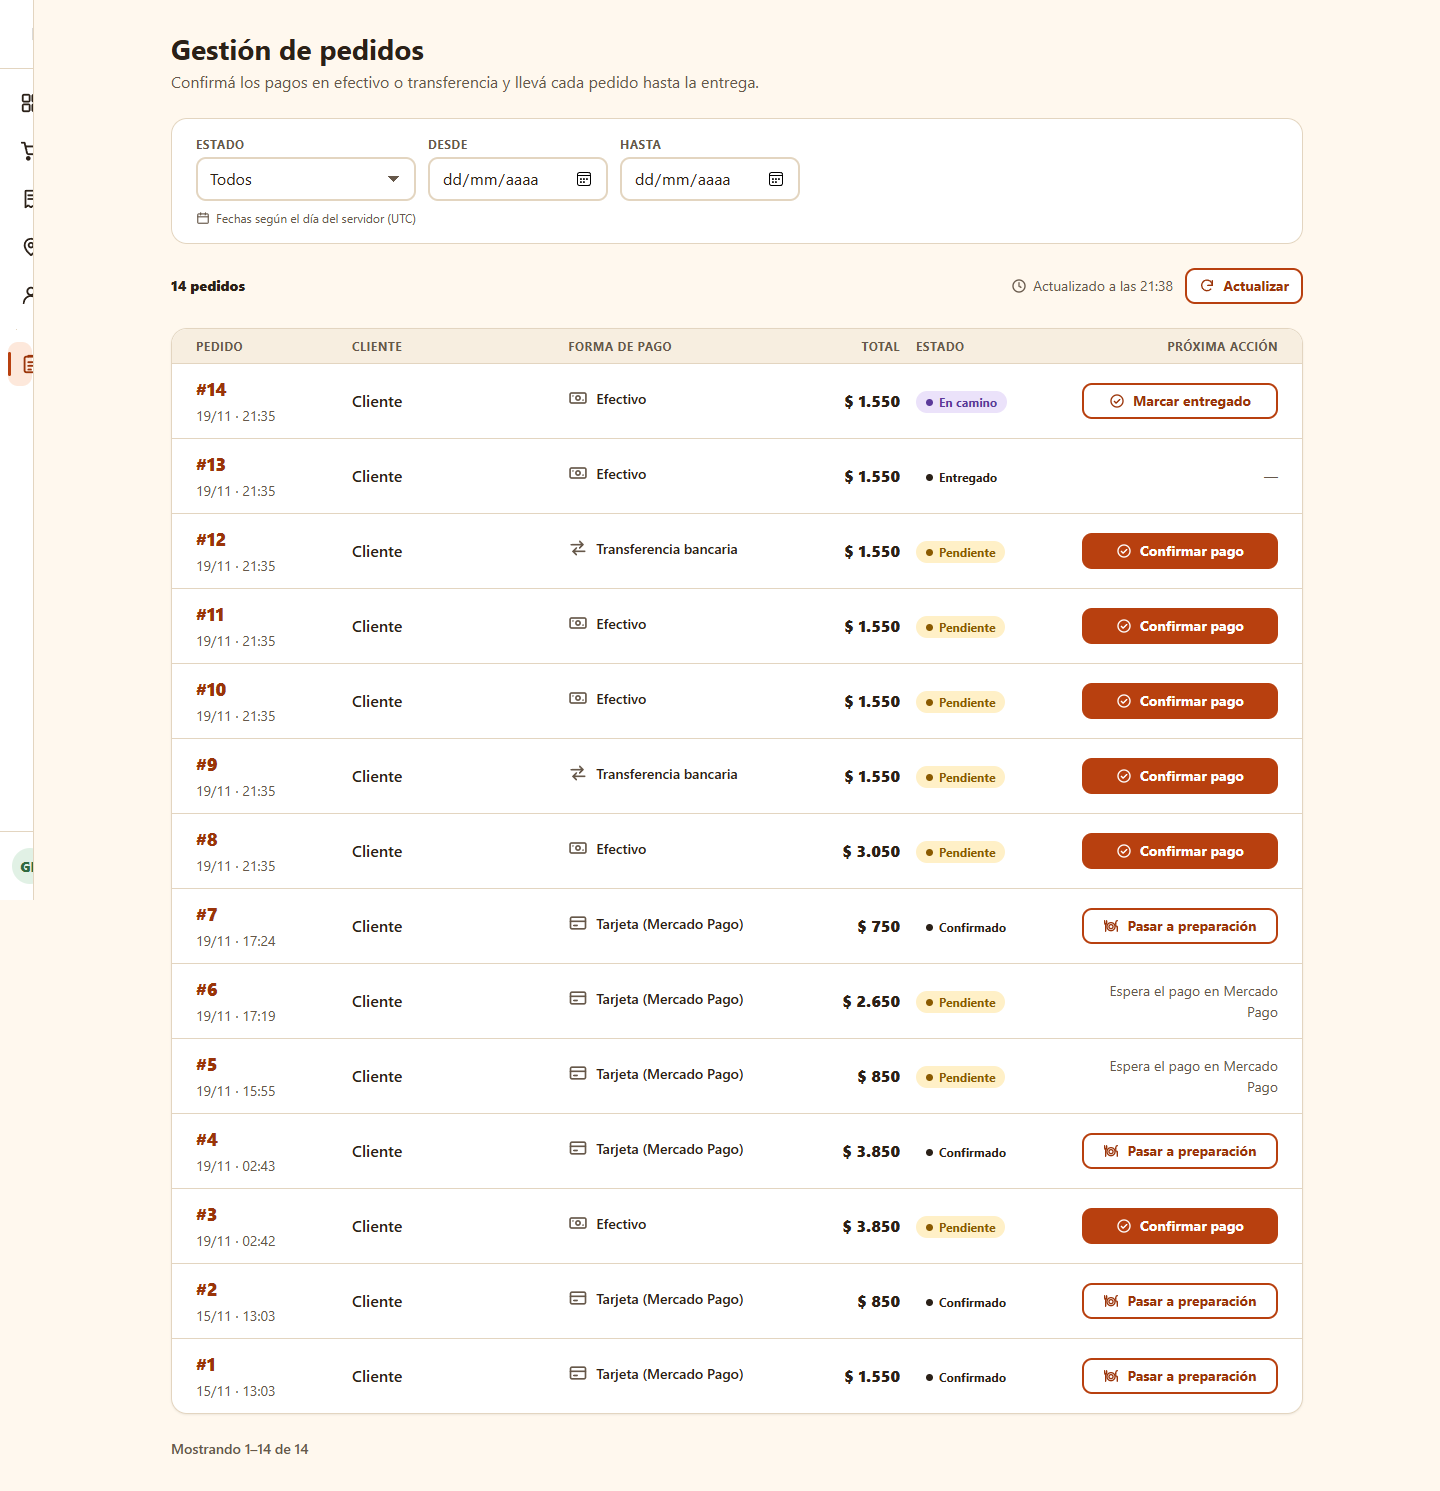 Gestión de pedidos
Confirmá los pagos en efectivo o transferencia y llevá cada pedido hasta la entrega.
ESTADO DESDE HASTA
Todos dd/mm/aaaa dd/mm/aaaa
Fechas según el día del servidor (UTC)
14 pedidos Actualizado a las 21:38 Actualizar
PEDIDO CLIENTE FORMA DE PAGO TOTAL ESTADO PRÓXIMA ACCIÓN
#14
19/11 · 21:35 Cliente Efectivo $ 1.550 En camino Marcar entregado
#13
19/11 · 21:35 Cliente Efectivo $ 1.550 Entregado —
#12
19/11 · 21:35 Cliente Transferencia bancaria $ 1.550 Pendiente Confirmar pago
#11
19/11 · 21:35 Cliente Efectivo $ 1.550 Pendiente Confirmar pago
#10
19/11 · 21:35 Cliente Efectivo $ 1.550 Pendiente Confirmar pago
#9
19/11 · 21:35 Cliente Transferencia bancaria $ 1.550 Pendiente Confirmar pago
#8
19/11 · 21:35 Cliente Efectivo $ 3.050 Pendiente Confirmar pago
#7
19/11 · 17:24 Cliente Tarjeta (Mercado Pago) $ 750 Confirmado Pasar a preparación
#6
19/11 · 17:19 Cliente Tarjeta (Mercado Pago) $ 2.650 Pendiente Espera el pago en Mercado
Pago
#5
19/11 · 15:55 Cliente Tarjeta (Mercado Pago) $ 850 Pendiente Espera el pago en Mercado
Pago
#4
19/11 · 02:43 Cliente Tarjeta (Mercado Pago) $ 3.850 Confirmado Pasar a preparación
#3
19/11 · 02:42 Cliente Efectivo $ 3.850 Pendiente Confirmar pago
#2
15/11 · 13:03 Cliente Tarjeta (Mercado Pago) $ 850 Confirmado Pasar a preparación
#1
15/11 · 13:03 Cliente Tarjeta (Mercado Pago) $ 1.550 Confirmado Pasar a preparación
Mostrando 1–14 de 14